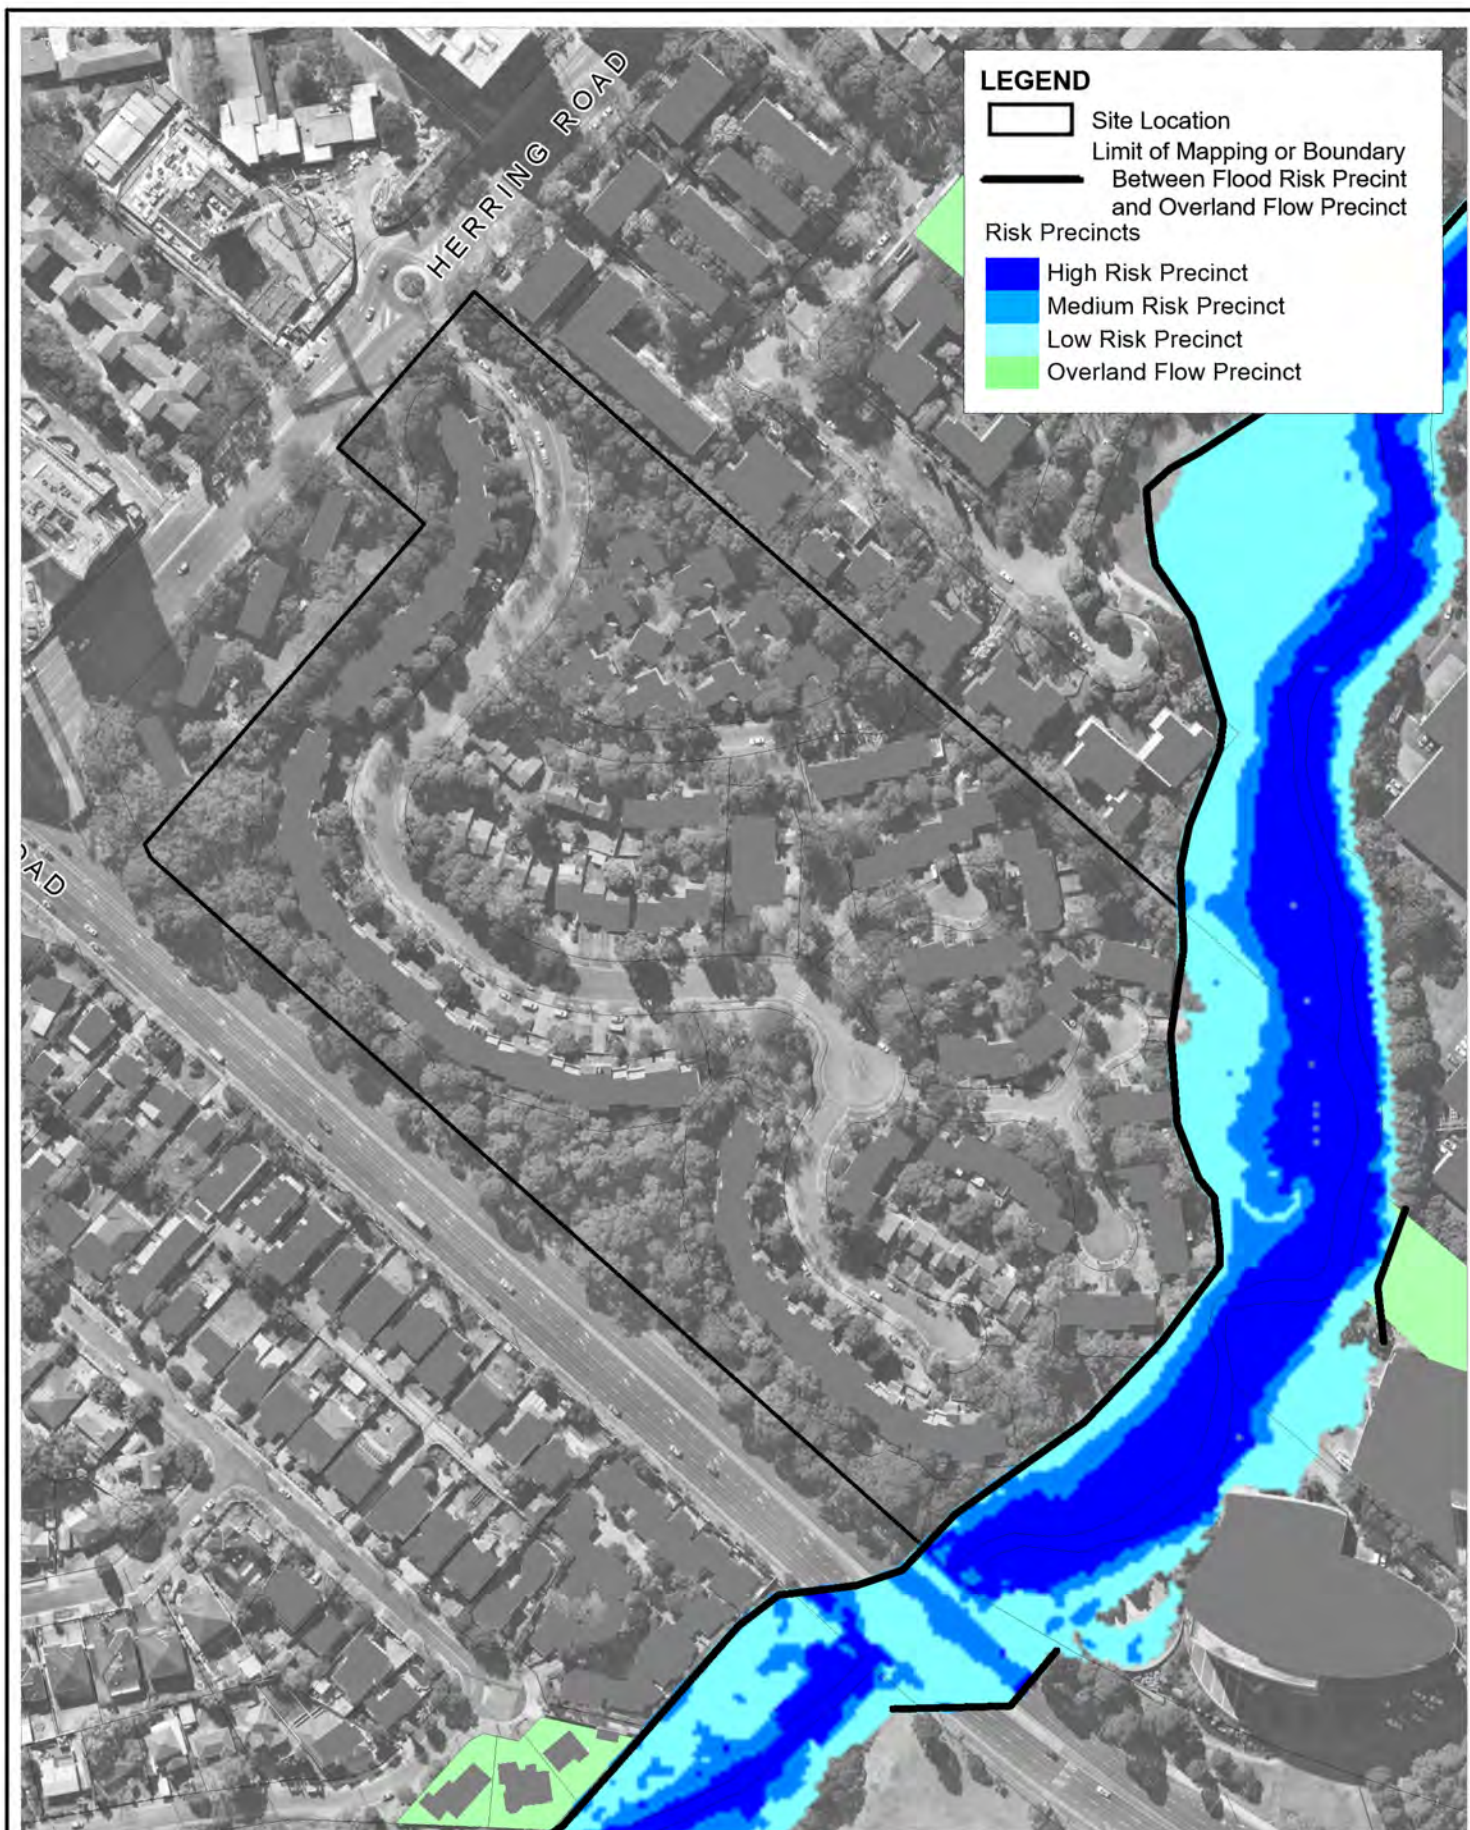 HERRING ROAD
LEGEND
Site Location
Limit of Mapping or Boundary
Between Flood Risk Precint
and Overland Flow Precinct
Risk Precincts
High Risk Precinct
Medium Risk Precinct
Low Risk Precinct
Overland Flow Precinct
OAD